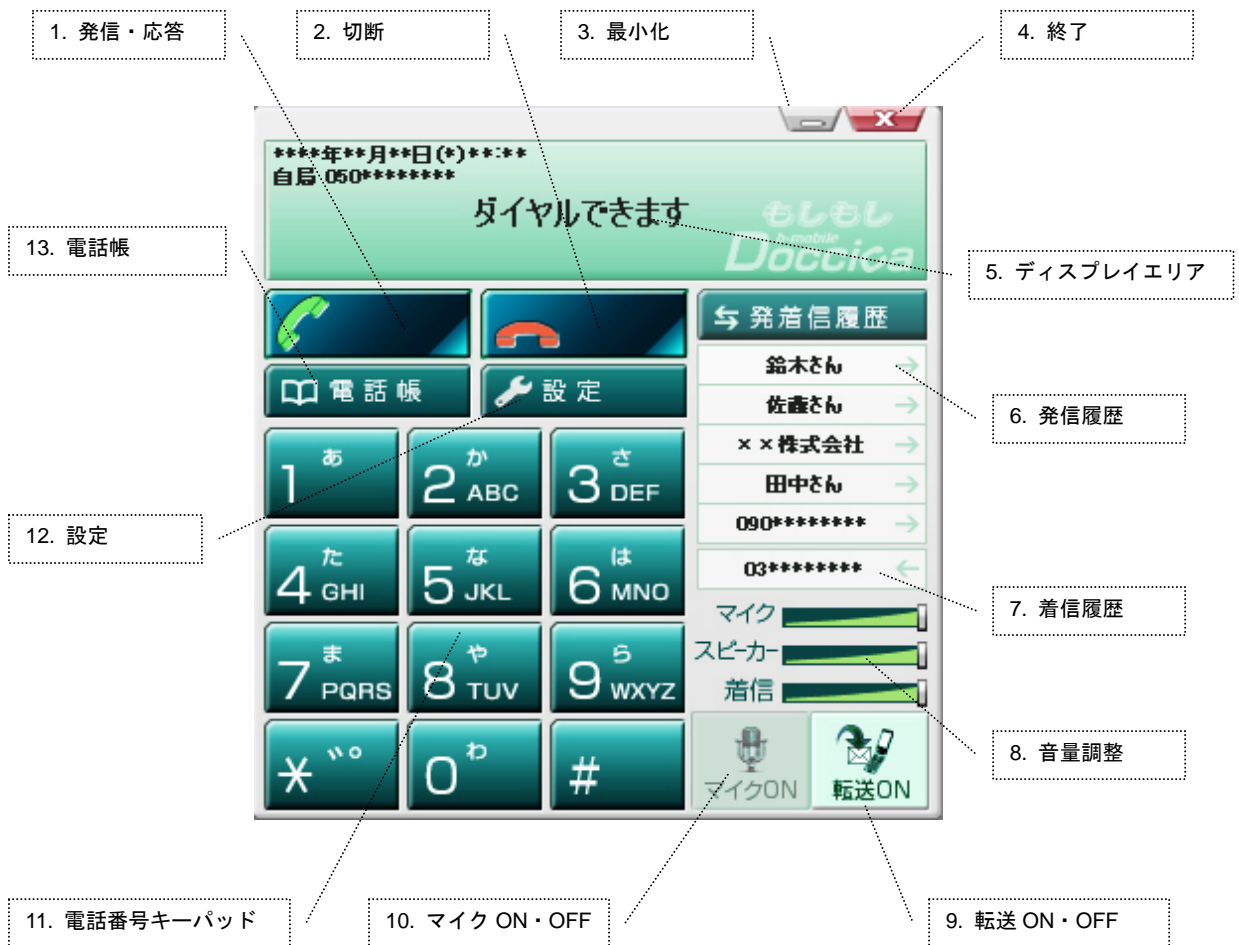 1. 発信・応答
2. 切断
3. 最小化
4. 終了
****年**月**日(*)**:**
自局 050********
ダイヤルできます
もしもし
b-mobile
Doccica
13. 電話帳
5. ディスプレイエリア
発着信履歴
電話帳
設定
鈴木さん
佐藤さん
××株式会社
田中さん
090********
03********
6. 発信履歴
12. 設定
7. 着信履歴
1 あ
2 か ABC
3 さ DEF
4 た GHI
5 な JKL
6 は MNO
7 ま PQRS
8 や TUV
9 ら WXYZ
* ゛゜
0 わ
#
マイク
スピーカー
着信
8. 音量調整
マイクON
転送ON
11. 電話番号キーパッド
10. マイク ON・OFF
9. 転送 ON・OFF